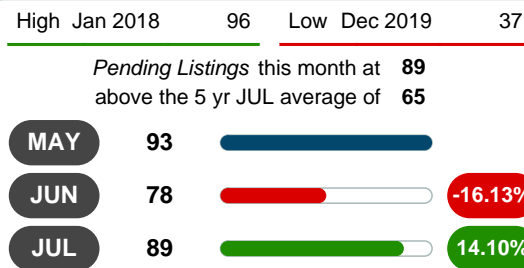 High Jan 2018 96 Low Dec 2019 37
Pending Listings this month at 89
above the 5 yr JUL average of 65
MAY 93
JUN 78 -16.13%
JUL 89 14.10%